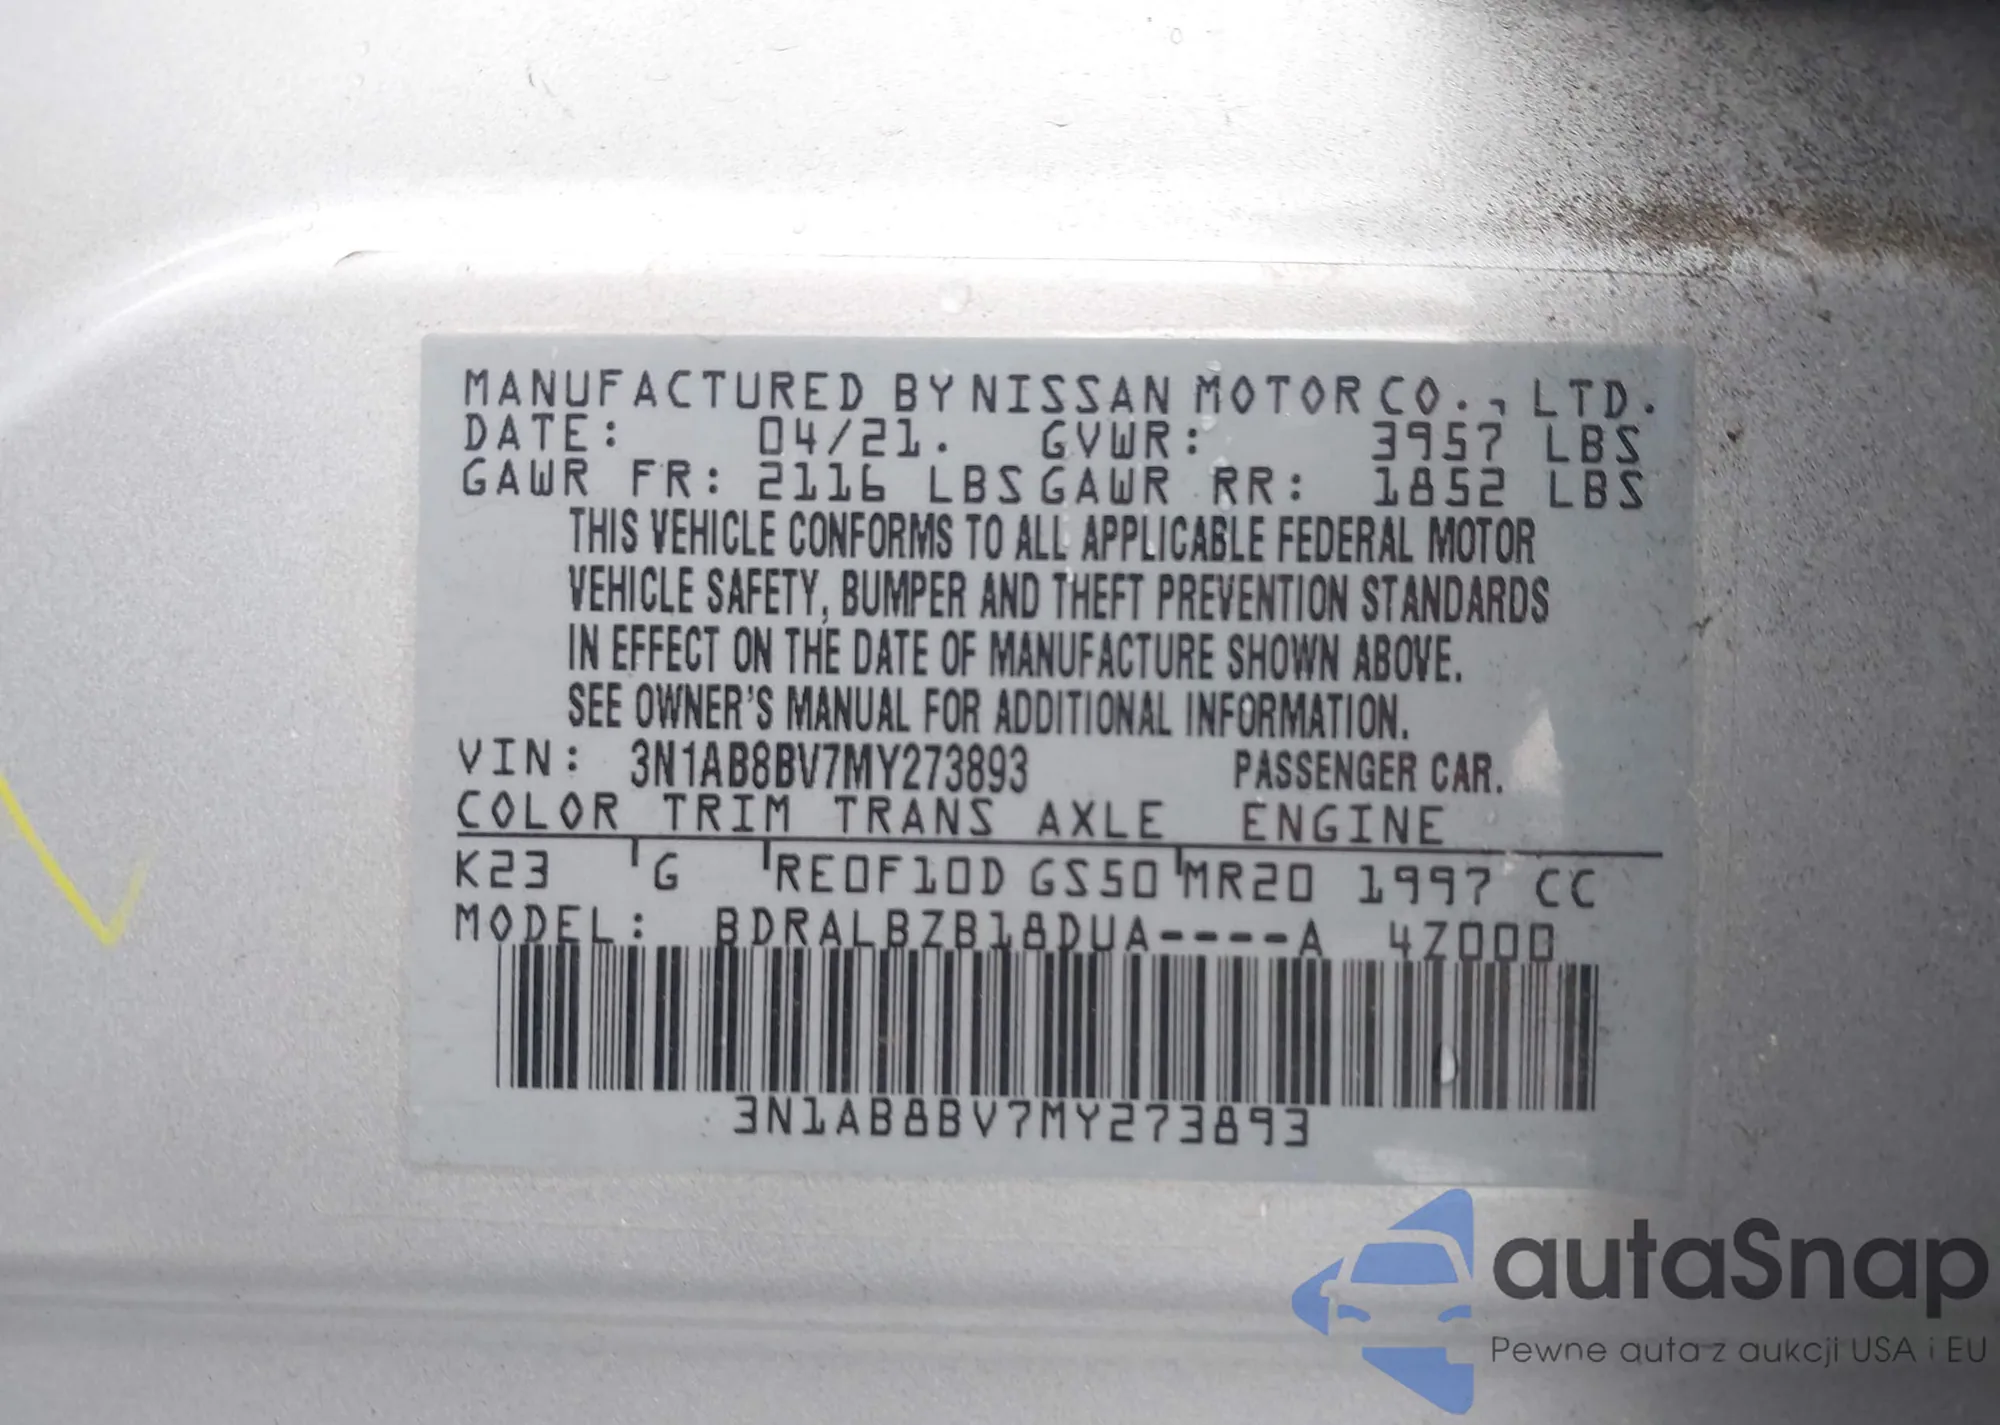 MANUFACTURED BY NISSAN MOTOR CO., LTD.
DATE: 04/21. GVWR: 3957 LBS
GAWR FR: 2116 LBS GAWR RR: 1852 LBS
THIS VEHICLE CONFORMS TO ALL APPLICABLE FEDERAL MOTOR
VEHICLE SAFETY, BUMPER AND THEFT PREVENTION STANDARDS
IN EFFECT ON THE DATE OF MANUFACTURE SHOWN ABOVE.
SEE OWNER'S MANUAL FOR ADDITIONAL INFORMATION.
VIN: 3N1AB8BV7MY273893 PASSENGER CAR.
COLOR TRIM TRANS AXLE ENGINE
K23 G RE0F10D GS50 MR20 1997 CC
MODEL: BDRALBZB18DUA----A 4Z000
3N1AB8BV7MY273893
autaSnap
Pewne auta z aukcji USA i EU